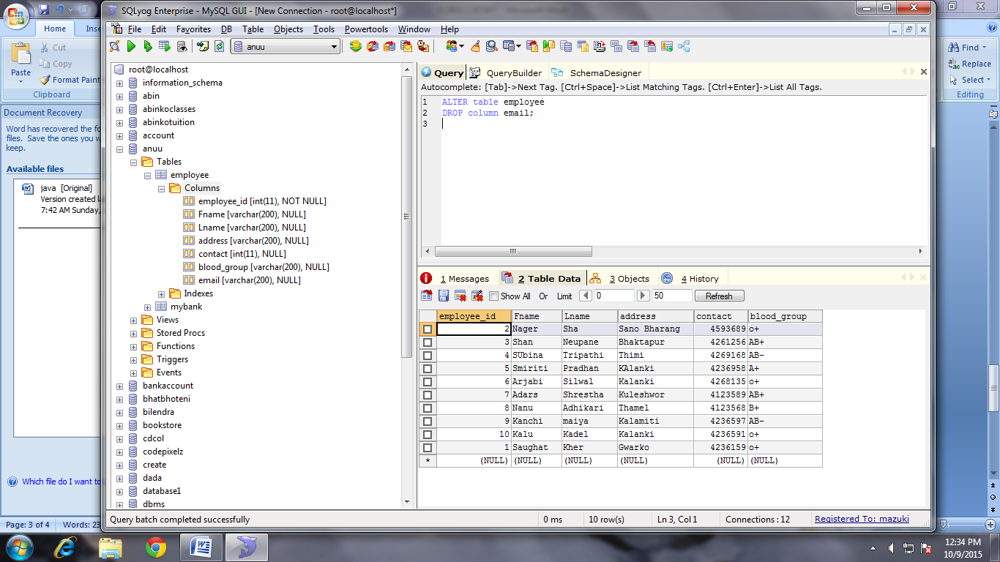 SQLyog Enterprise - MySQL GUI - [New Connection - root@localhost*]
Home
Inse
Cut
Copy
Format Paint
Paste
Clipboard
Find
Replace
Select
Editing
File Edit Favorites DB Table Objects Tools Powertools Window Help
anuu
Document Recovery
Word has recovered the fo
files. Save the ones you w
keep.
Available files
java [Original]
Version created la
7:42 AM Sunday,
Which file do I want to
Page: 3 of 4 Words: 23
root@localhost
information_schema
abin
abinkoclasses
abinkotuition
account
anuu
Tables
employee
Columns
employee_id [int(11), NOT NULL]
Fname [varchar(200), NULL]
Lname [varchar(200), NULL]
address [varchar(200), NULL]
contact [int(11), NULL]
blood_group [varchar(200), NULL]
email [varchar(200), NULL]
Indexes
mybank
Views
Stored Procs
Functions
Triggers
Events
bankaccount
bhatbhoteni
bilendra
bookstore
cdcol
codepixelz
create
dada
database1
dbms
Query QueryBuilder SchemaDesigner
Autocomplete: [Tab]->Next Tag. [Ctrl+Space]->List Matching Tags. [Ctrl+Enter]->List All Tags.
1 ALTER table employee
2 DROP column email;
3
1 Messages 2 Table Data 3 Objects 4 History
Show All Or Limit 0 50 Refresh
employee_id Fname Lname address contact blood_group
2 Nager Sha Sano Bharang 4593689 o+
3 Shan Neupane Bhaktapur 4261256 AB+
4 SUbina Tripathi Thimi 4269168 AB-
5 Smiriti Pradhan KAlanki 4236958 A+
6 Arjabi Silwal Kalanki 4268135 o+
7 Adars Shrestha Kuleshwor 4123589 AB+
8 Nanu Adhikari Thamel 4123568 B+
9 Kanchi maiya Kalamiti 4236597 AB-
10 Kalu Kadel Kalanki 4236591 o+
1 Saughat Kher Gwarko 4236159 o+
* (NULL) (NULL) (NULL) (NULL) (NULL) (NULL)
Query batch completed successfully 0 ms 10 row(s) Ln 3, Col 1 Connections : 12 Registered To: mazuki
12:34 PM
10/9/2015